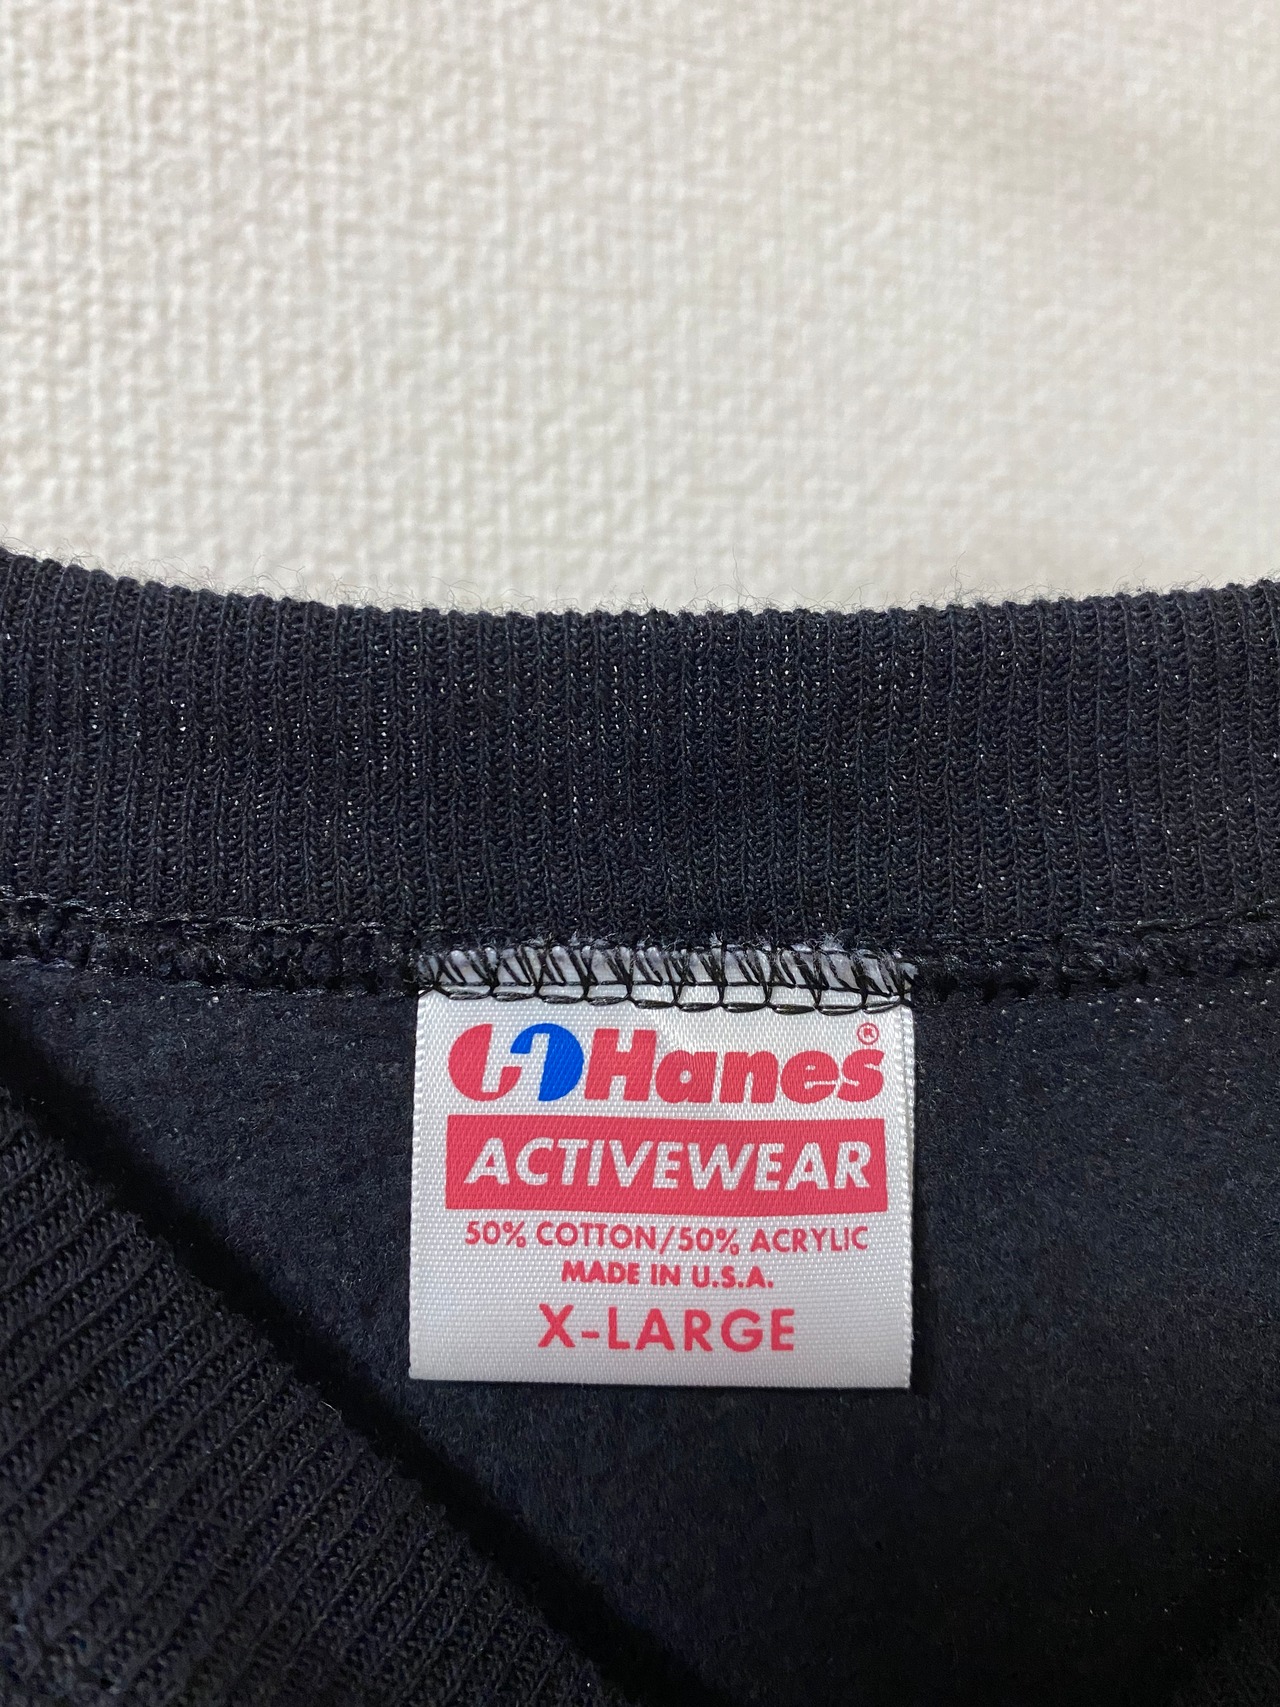 Hanes®
ACTIVEWEAR
50% COTTON/50% ACRYLIC
MADE IN U.S.A.
X-LARGE